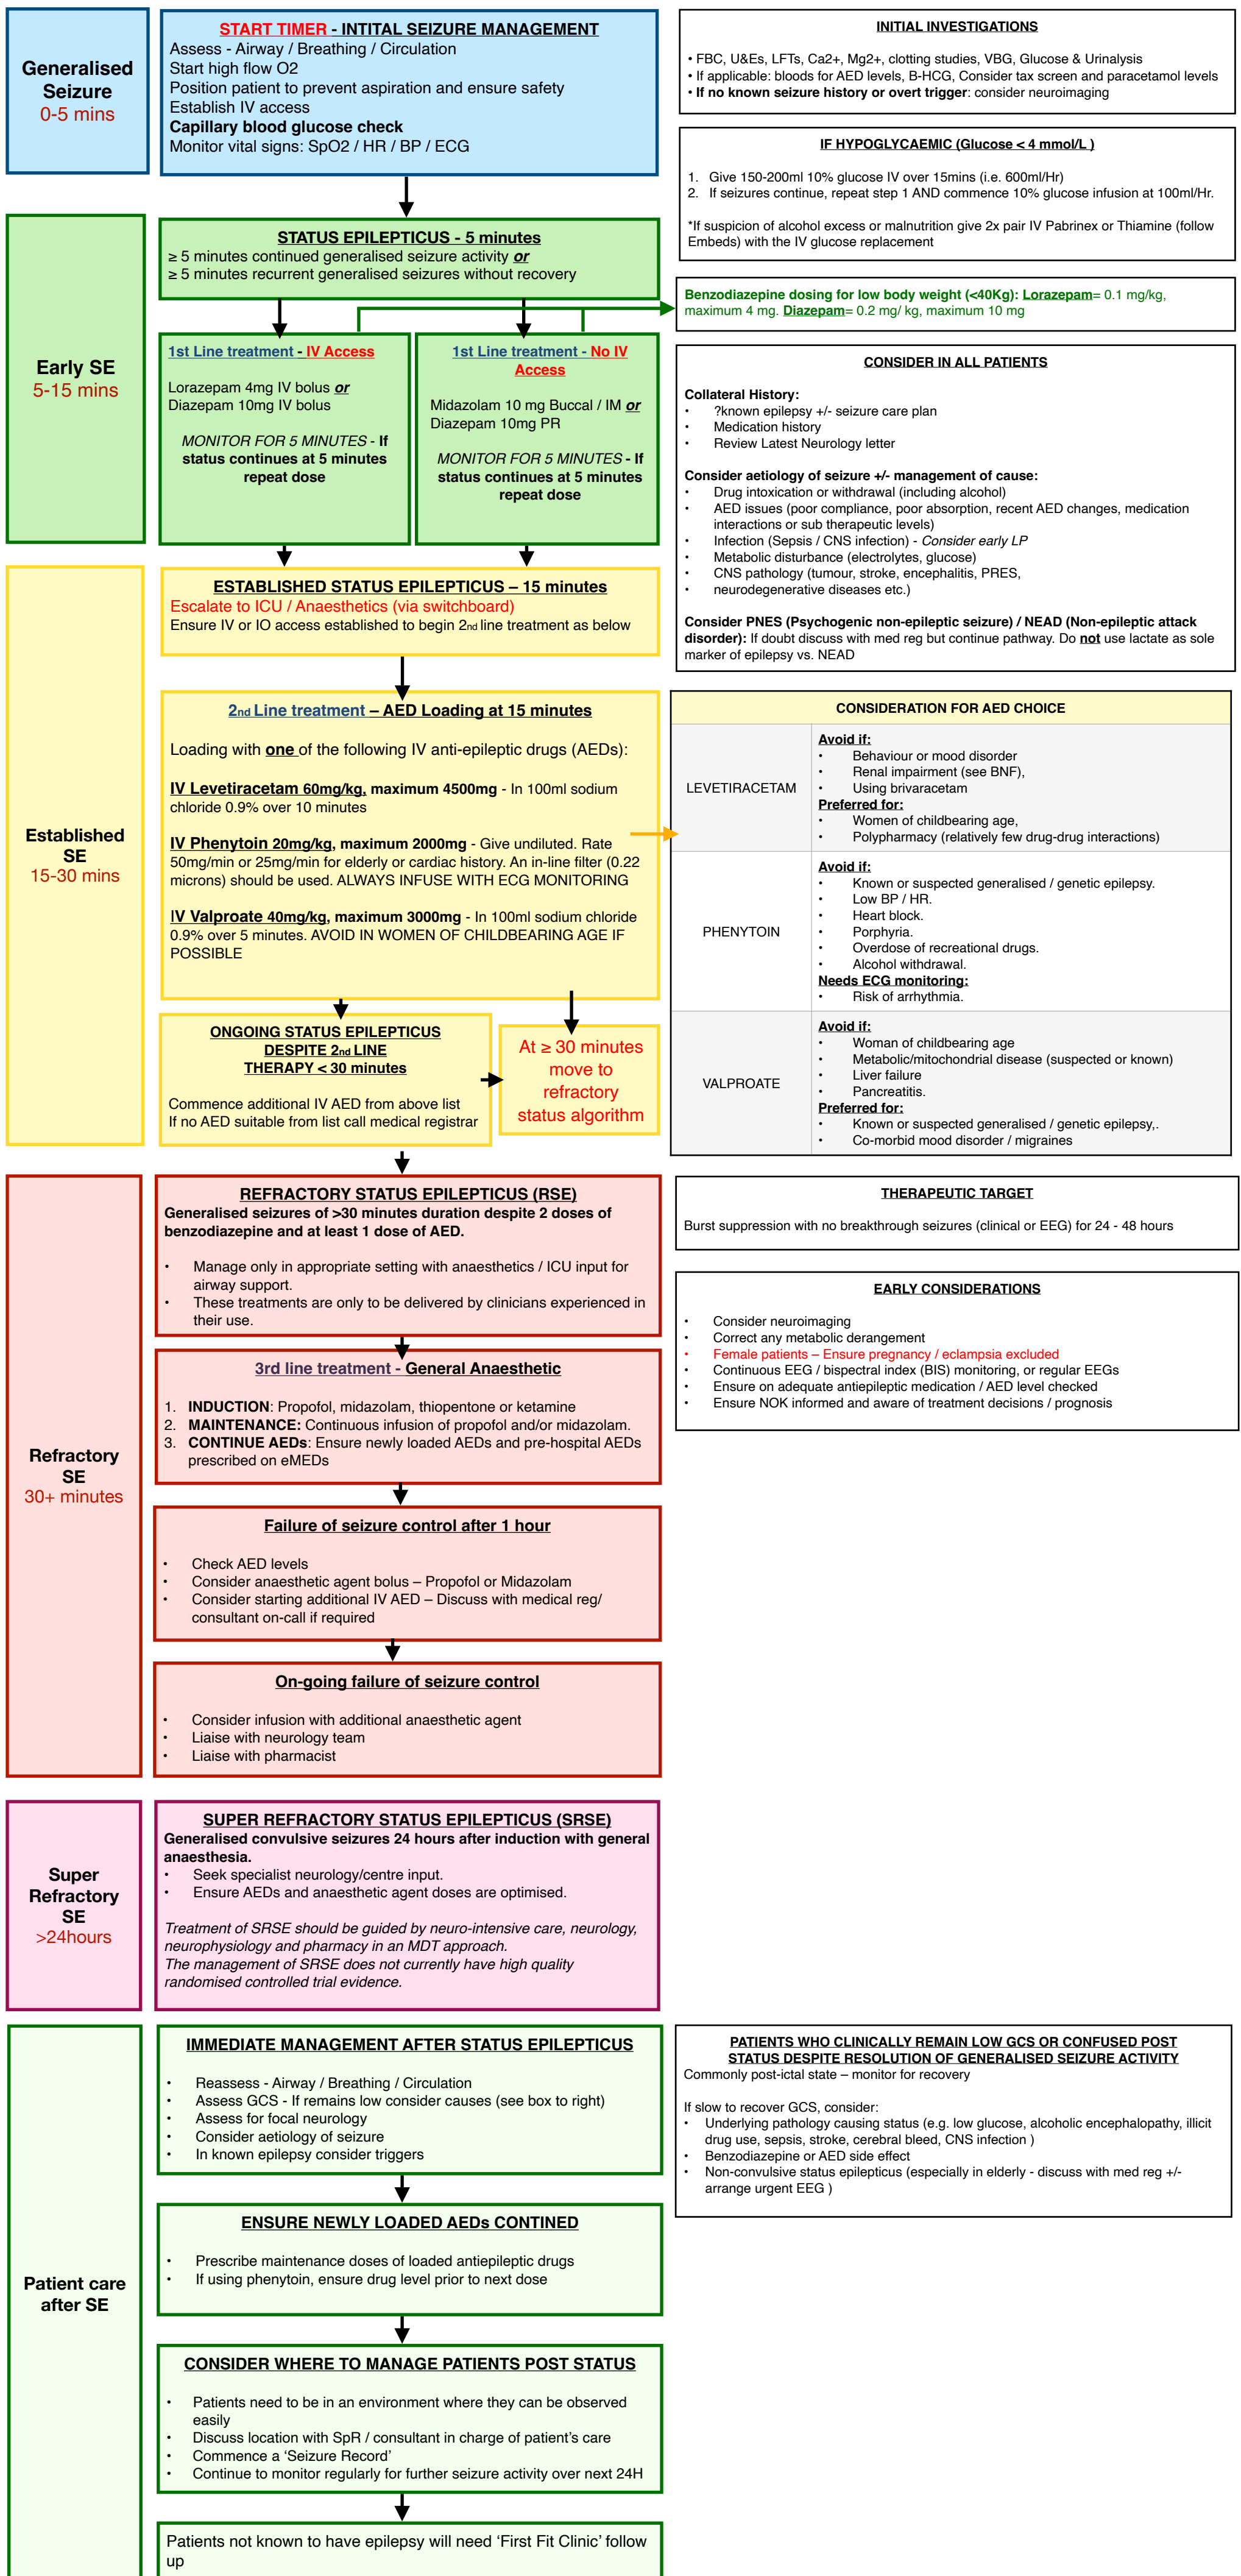 Generalised
Seizure
0-5 mins
START TIMER - INTITAL SEIZURE MANAGEMENT
Assess - Airway / Breathing / Circulation
Start high flow O2
Position patient to prevent aspiration and ensure safety
Establish IV access
Capillary blood glucose check
Monitor vital signs: SpO2 / HR / BP / ECG
INITIAL INVESTIGATIONS
• FBC, U&Es, LFTs, Ca2+, Mg2+, clotting studies, VBG, Glucose & Urinalysis
• If applicable: bloods for AED levels, B-HCG, Consider tax screen and paracetamol levels
• If no known seizure history or overt trigger: consider neuroimaging
IF HYPOGLYCAEMIC (Glucose < 4 mmol/L )
1. Give 150-200ml 10% glucose IV over 15mins (i.e. 600ml/Hr)
2. If seizures continue, repeat step 1 AND commence 10% glucose infusion at 100ml/Hr.
*If suspicion of alcohol excess or malnutrition give 2x pair IV Pabrinex or Thiamine (follow
Embeds) with the IV glucose replacement
Early SE
5-15 mins
STATUS EPILEPTICUS - 5 minutes
≥ 5 minutes continued generalised seizure activity or
≥ 5 minutes recurrent generalised seizures without recovery
Benzodiazepine dosing for low body weight (<40Kg): Lorazepam= 0.1 mg/kg,
maximum 4 mg. Diazepam= 0.2 mg/ kg, maximum 10 mg
1st Line treatment - IV Access
Lorazepam 4mg IV bolus or
Diazepam 10mg IV bolus
MONITOR FOR 5 MINUTES - If
status continues at 5 minutes
repeat dose
1st Line treatment - No IV
Access
Midazolam 10 mg Buccal / IM or
Diazepam 10mg PR
MONITOR FOR 5 MINUTES - If
status continues at 5 minutes
repeat dose
CONSIDER IN ALL PATIENTS
Collateral History:
• ?known epilepsy +/- seizure care plan
• Medication history
• Review Latest Neurology letter
Consider aetiology of seizure +/- management of cause:
• Drug intoxication or withdrawal (including alcohol)
• AED issues (poor compliance, poor absorption, recent AED changes, medication
interactions or sub therapeutic levels)
• Infection (Sepsis / CNS infection) - Consider early LP
• Metabolic disturbance (electrolytes, glucose)
• CNS pathology (tumour, stroke, encephalitis, PRES,
• neurodegenerative diseases etc.)
Consider PNES (Psychogenic non-epileptic seizure) / NEAD (Non-epileptic attack
disorder): If doubt discuss with med reg but continue pathway. Do not use lactate as sole
marker of epilepsy vs. NEAD
Established
SE
15-30 mins
ESTABLISHED STATUS EPILEPTICUS – 15 minutes
Escalate to ICU / Anaesthetics (via switchboard)
Ensure IV or IO access established to begin 2nd line treatment as below
2nd Line treatment – AED Loading at 15 minutes
Loading with one of the following IV anti-epileptic drugs (AEDs):
IV Levetiracetam 60mg/kg, maximum 4500mg - In 100ml sodium
chloride 0.9% over 10 minutes
IV Phenytoin 20mg/kg, maximum 2000mg - Give undiluted. Rate
50mg/min or 25mg/min for elderly or cardiac history. An in-line filter (0.22
microns) should be used. ALWAYS INFUSE WITH ECG MONITORING
IV Valproate 40mg/kg, maximum 3000mg - In 100ml sodium chloride
0.9% over 5 minutes. AVOID IN WOMEN OF CHILDBEARING AGE IF
POSSIBLE
CONSIDERATION FOR AED CHOICE
LEVETIRACETAM
Avoid if:
• Behaviour or mood disorder
• Renal impairment (see BNF),
• Using brivaracetam
Preferred for:
• Women of childbearing age,
• Polypharmacy (relatively few drug-drug interactions)
PHENYTOIN
Avoid if:
• Known or suspected generalised / genetic epilepsy.
• Low BP / HR.
• Heart block.
• Porphyria.
• Overdose of recreational drugs.
• Alcohol withdrawal.
Needs ECG monitoring:
• Risk of arrhythmia.
VALPROATE
Avoid if:
• Woman of childbearing age
• Metabolic/mitochondrial disease (suspected or known)
• Liver failure
• Pancreatitis.
Preferred for:
• Known or suspected generalised / genetic epilepsy,.
• Co-morbid mood disorder / migraines
ONGOING STATUS EPILEPTICUS
DESPITE 2nd LINE
THERAPY < 30 minutes
Commence additional IV AED from above list
If no AED suitable from list call medical registrar
At ≥ 30 minutes
move to
refractory
status algorithm
Refractory
SE
30+ minutes
REFRACTORY STATUS EPILEPTICUS (RSE)
Generalised seizures of >30 minutes duration despite 2 doses of
benzodiazepine and at least 1 dose of AED.
• Manage only in appropriate setting with anaesthetics / ICU input for
airway support.
• These treatments are only to be delivered by clinicians experienced in
their use.
THERAPEUTIC TARGET
Burst suppression with no breakthrough seizures (clinical or EEG) for 24 - 48 hours
EARLY CONSIDERATIONS
• Consider neuroimaging
• Correct any metabolic derangement
• Female patients – Ensure pregnancy / eclampsia excluded
• Continuous EEG / bispectral index (BIS) monitoring, or regular EEGs
• Ensure on adequate antiepileptic medication / AED level checked
• Ensure NOK informed and aware of treatment decisions / prognosis
3rd line treatment - General Anaesthetic
1. INDUCTION: Propofol, midazolam, thiopentone or ketamine
2. MAINTENANCE: Continuous infusion of propofol and/or midazolam.
3. CONTINUE AEDs: Ensure newly loaded AEDs and pre-hospital AEDs
prescribed on eMEDs
Failure of seizure control after 1 hour
• Check AED levels
• Consider anaesthetic agent bolus – Propofol or Midazolam
• Consider starting additional IV AED – Discuss with medical reg/
consultant on-call if required
On-going failure of seizure control
• Consider infusion with additional anaesthetic agent
• Liaise with neurology team
• Liaise with pharmacist
Super
Refractory
SE
>24hours
SUPER REFRACTORY STATUS EPILEPTICUS (SRSE)
Generalised convulsive seizures 24 hours after induction with general
anaesthesia.
• Seek specialist neurology/centre input.
• Ensure AEDs and anaesthetic agent doses are optimised.
Treatment of SRSE should be guided by neuro-intensive care, neurology,
neurophysiology and pharmacy in an MDT approach.
The management of SRSE does not currently have high quality
randomised controlled trial evidence.
Patient care
after SE
IMMEDIATE MANAGEMENT AFTER STATUS EPILEPTICUS
• Reassess - Airway / Breathing / Circulation
• Assess GCS - If remains low consider causes (see box to right)
• Assess for focal neurology
• Consider aetiology of seizure
• In known epilepsy consider triggers
PATIENTS WHO CLINICALLY REMAIN LOW GCS OR CONFUSED POST
STATUS DESPITE RESOLUTION OF GENERALISED SEIZURE ACTIVITY
Commonly post-ictal state – monitor for recovery
If slow to recover GCS, consider:
• Underlying pathology causing status (e.g. low glucose, alcoholic encephalopathy, illicit
drug use, sepsis, stroke, cerebral bleed, CNS infection )
• Benzodiazepine or AED side effect
• Non-convulsive status epilepticus (especially in elderly - discuss with med reg +/-
arrange urgent EEG )
ENSURE NEWLY LOADED AEDs CONTINED
• Prescribe maintenance doses of loaded antiepileptic drugs
• If using phenytoin, ensure drug level prior to next dose
CONSIDER WHERE TO MANAGE PATIENTS POST STATUS
• Patients need to be in an environment where they can be observed
easily
• Discuss location with SpR / consultant in charge of patient’s care
• Commence a ‘Seizure Record’
• Continue to monitor regularly for further seizure activity over next 24H
Patients not known to have epilepsy will need ‘First Fit Clinic’ follow
up